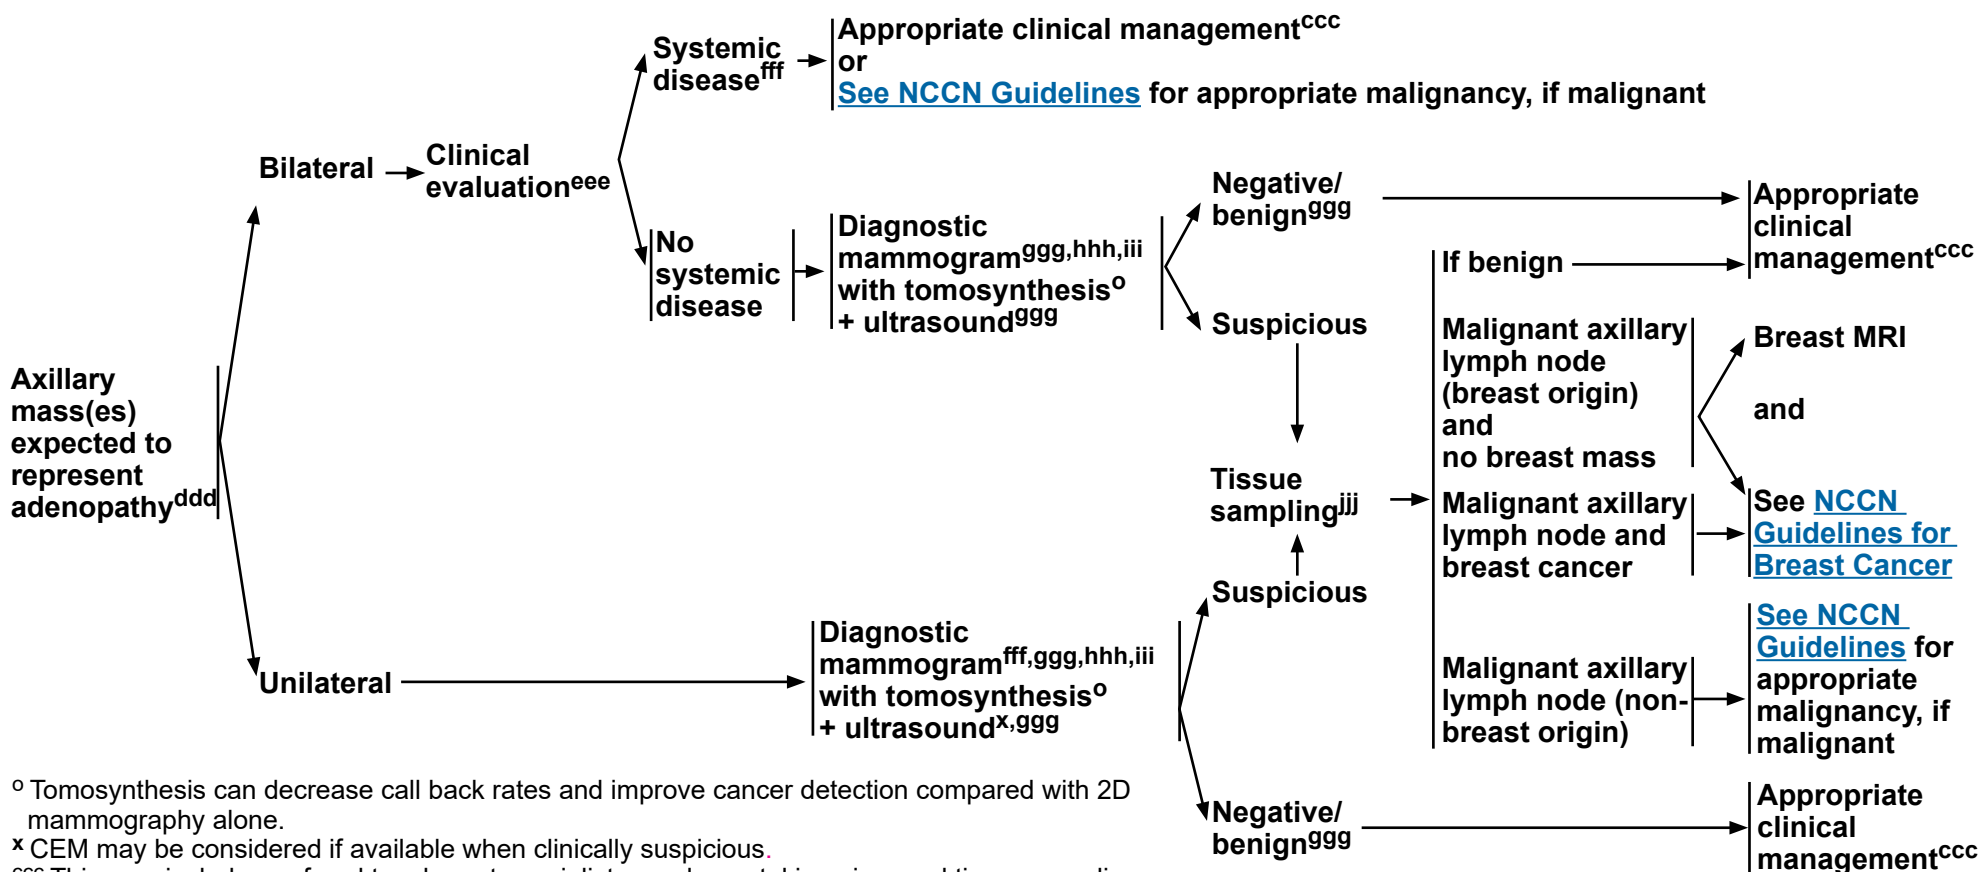 Systemic
disease^fff
Appropriate clinical management^ccc
or
See NCCN Guidelines for appropriate malignancy, if malignant
Bilateral
Clinical
evaluation^eee
No
systemic
disease
Diagnostic
mammogram^ggg,hhh,iii
with tomosynthesis^o
+ ultrasound^ggg
Negative/
benign^ggg
Suspicious
Appropriate
clinical
management^ccc
If benign
Malignant axillary
lymph node
(breast origin)
and
no breast mass
Breast MRI
and
Axillary
mass(es)
expected to
represent
adenopathy^ddd
Tissue
sampling^jjj
Malignant axillary
lymph node and
breast cancer
See NCCN
Guidelines for
Breast Cancer
Unilateral
Diagnostic
mammogram^fff,ggg,hhh,iii
with tomosynthesis^o
+ ultrasound^x,ggg
Suspicious
Malignant axillary
lymph node (non-
breast origin)
See NCCN
Guidelines for
appropriate
malignancy, if
malignant
Negative/
benign^ggg
Appropriate
clinical
management^ccc
^o Tomosynthesis can decrease call back rates and improve cancer detection compared with 2D
mammography alone.
^x CEM may be considered if available when clinically suspicious.